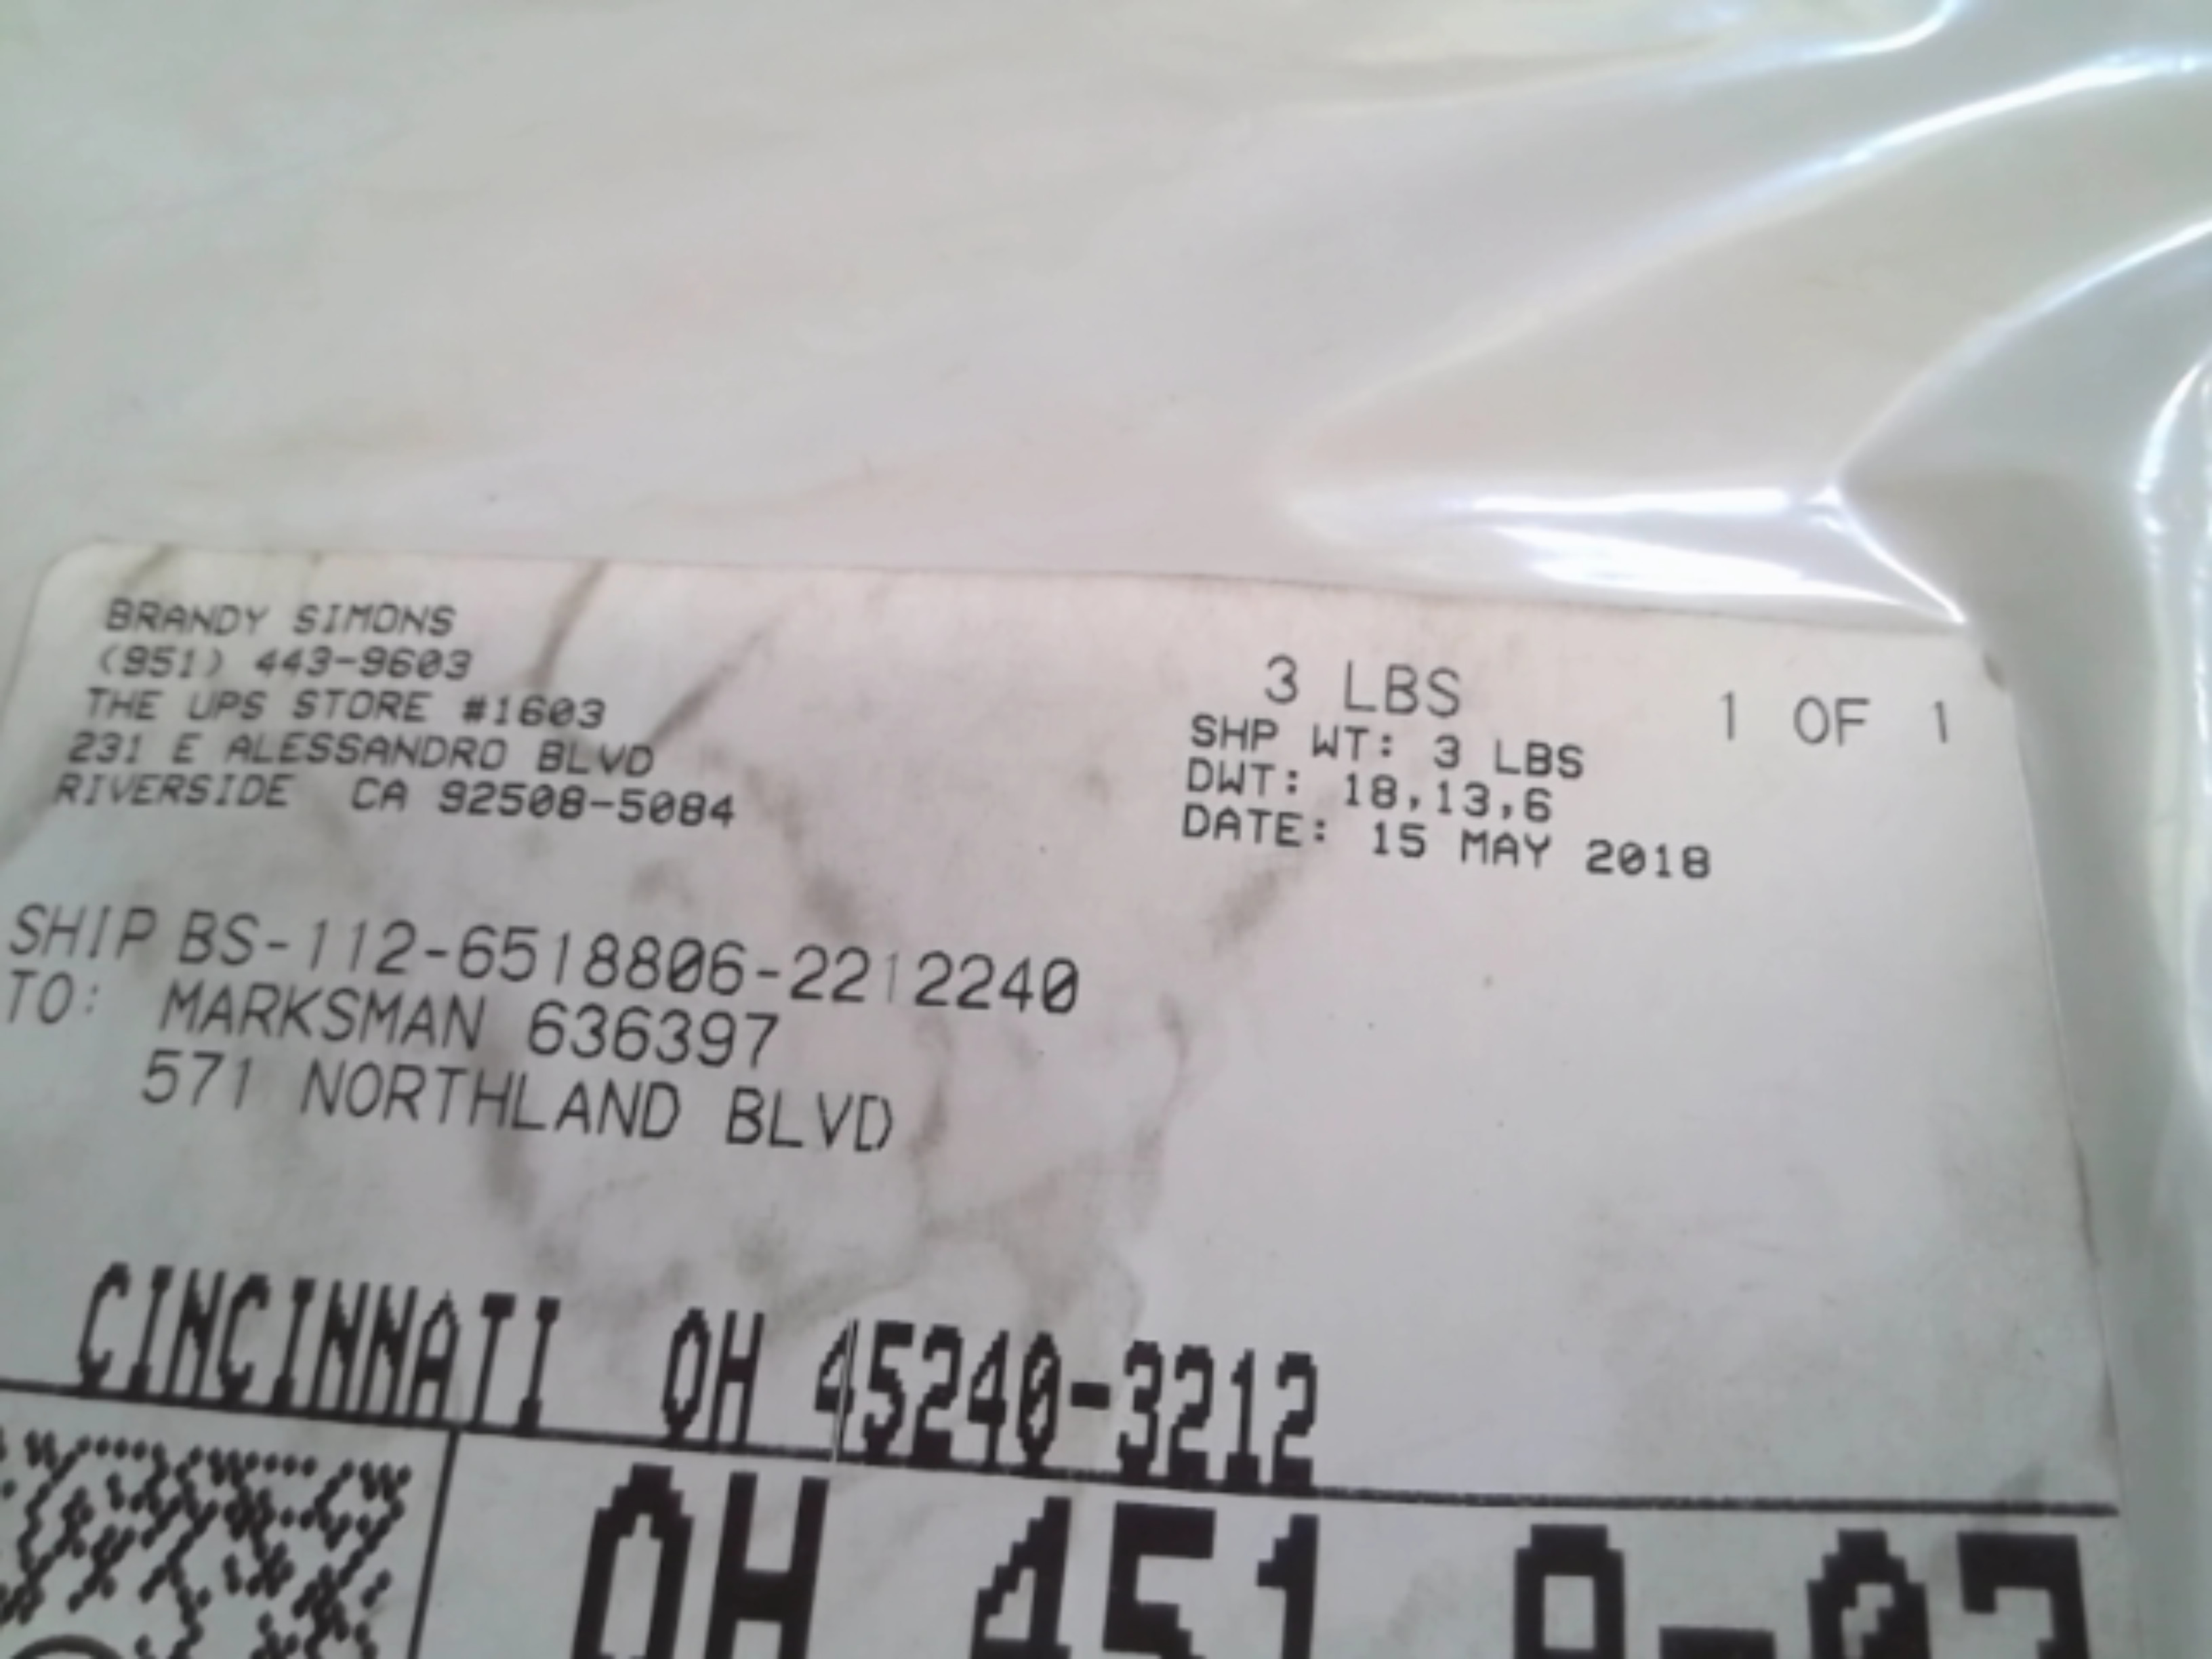 BRANDY SIMONS
(951) 443-9603
THE UPS STORE #1603
231 E ALESSANDRO BLVD
RIVERSIDE CA 92508-5084
3 LBS
1 OF 1
SHP WT: 3 LBS
DWT: 18,13,6
DATE: 15 MAY 2018
SHIP BS-112-6518806-2212240
TO: MARKSMAN 636397
571 NORTHLAND BLVD
CINCINNATI OH 45240-3212
OH 451